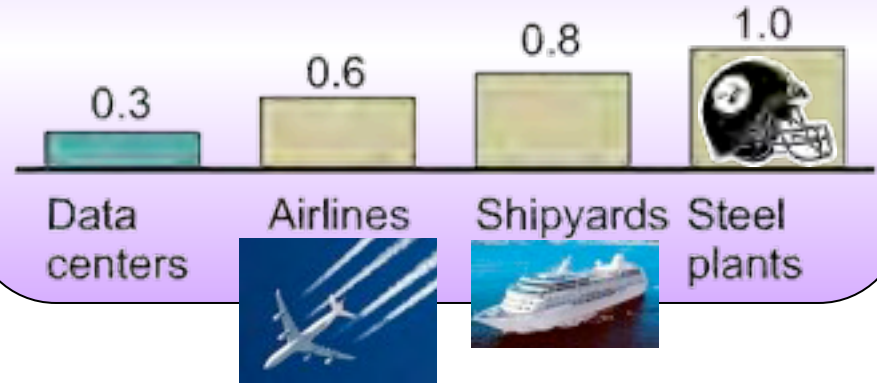 0.3
0.6
0.8
1.0
Data centers
Airlines
Shipyards
Steel plants